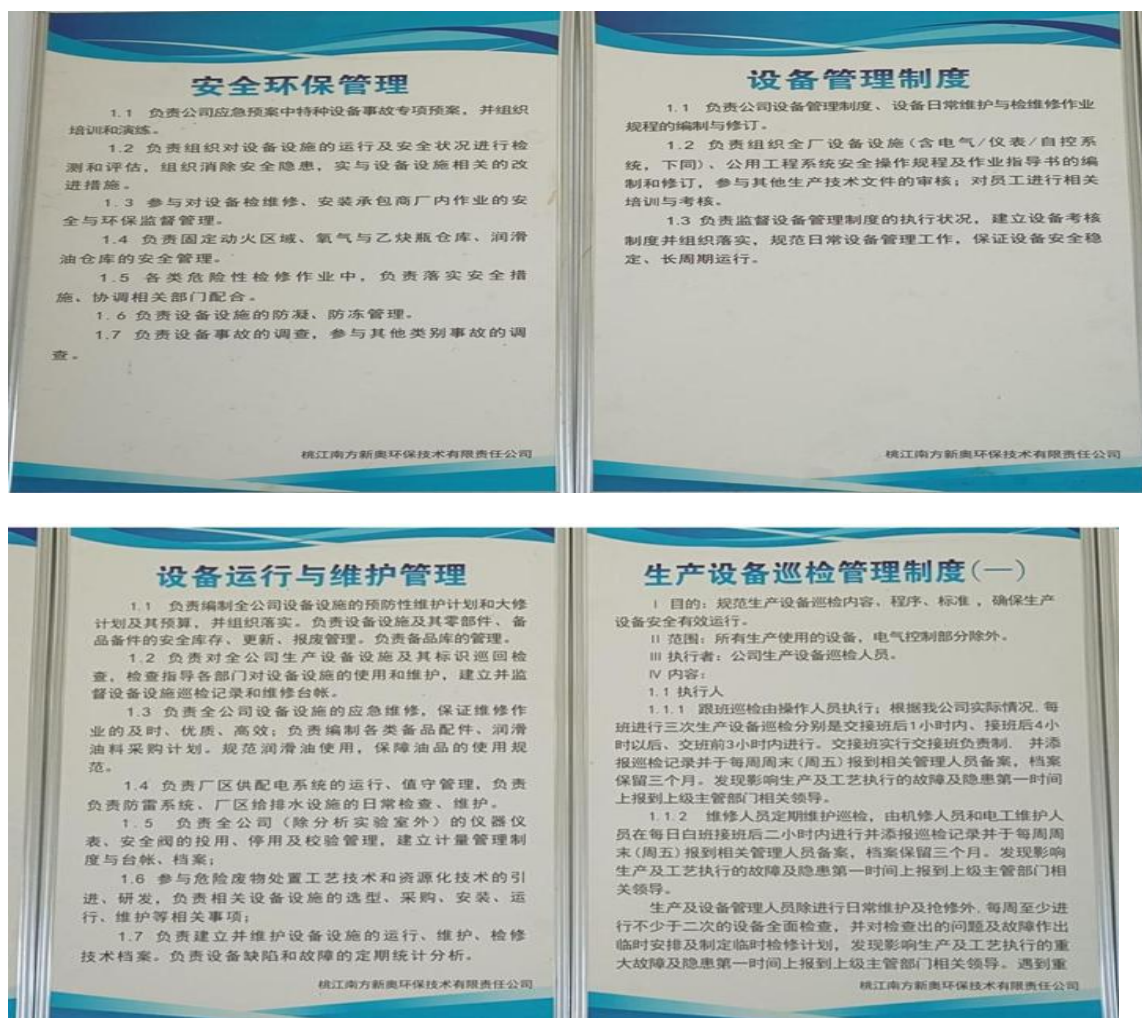 安全环保管理
1.1 负责公司应急预案中特种设备事故专项预案，并组织
培训和演练。
1.2 负责组织对设备设施的运行及安全状况进行检
测和评估，组织消除安全隐患，实与设备设施相关的改
进措施。
1.3 参与对设备检维修、安装承包商厂内作业的安
全与环保监督管理。
1.4 负责固定动火区域、氧气与乙炔瓶仓库、润滑
油仓库的安全管理。
1.5 各类危险性检修作业中，负责落实安全措
施、协调相关部门配合。
1.6 负责设备设施的防凝、防冻管理。
1.7 负责设备事故的调查，参与其他类别事故的调
查。
桃江南方新奥环保技术有限责任公司
设备管理制度
1.1 负责公司设备管理制度、设备日常维护与检维修作业
规程的编制与修订。
1.2 负责组织全厂设备设施(含电气/仪表/自控系
统，下同)、公用工程系统安全操作规程及作业指导书的编
制和修订，参与其他生产技术文件的审核；对员工进行相关
培训与考核。
1.3 负责监督设备管理制度的执行状况，建立设备考核
制度并组织落实，规范日常设备管理工作，保证设备安全稳
定、长周期运行。
桃江南方新奥环保技术有限责任公司
设备运行与维护管理
1.1 负责编制全公司设备设施的预防性维护计划和大修
计划及其预算，并组织落实。负责设备设施及其零部件、备
品备件的安全库存、更新、报废管理。负责备品库的管理。
1.2 负责对全公司生产设备设施及其标识巡回检
查，检查指导各部门对设备设施的使用和维护，建立并监
督设备设施巡检记录和维修台帐。
1.3 负责全公司设备设施的应急维修，保证维修作
业的及时、优质、高效；负责编制各类备品配件、润滑
油料采购计划。规范润滑油使用，保障油品的使用规
范。
1.4 负责厂区供配电系统的运行、值守管理，负责
负责防雷系统、厂区给排水设施的日常检查、维护。
1.5 负责全公司（除分析实验室外）的仪器仪
表、安全阀的投用、停用及校验管理，建立计量管理制
度与台帐、档案；
1.6 参与危险废物处置工艺技术和资源化技术的引
进、研发，负责相关设备设施的选型、采购、安装、运
行、维护等相关事项；
1.7 负责建立并维护设备设施的运行、维护、检修
技术档案。负责设备缺陷和故障的定期统计分析。
桃江南方新奥环保技术有限责任公司
生产设备巡检管理制度(一)
I 目的：规范生产设备巡检内容、程序、标准，确保生产
设备安全有效运行。
II 范围：所有生产使用的设备，电气控制部分除外。
III 执行者：公司生产设备巡检人员。
IV 内容：
1.1 执行人
1.1.1 跟班巡检由操作人员执行；根据我公司实际情况，每
班进行三次生产设备巡检分别是交接班后1小时内、接班后4小
时以后、交班前3小时内进行。交接班实行交接班负责制. 并添
报巡检记录并于每周周末(周五)报到相关管理人员备案，档案
保留三个月。发现影响生产及工艺执行的故障及隐患第一时间
上报到上级主管部门相关领导。
1.1.2 维修人员定期维护巡检，由机修人员和电工维护人
员在每日白班接班后二小时内进行并添报巡检记录并于每周周
末(周五)报到相关管理人员备案，档案保留三个月。发现影响
生产及工艺执行的故障及隐患第一时间上报到上级主管部门相
关领导。
生产及设备管理人员除进行日常维护及抢修外，每周至少进
行不少于二次的设备全面检查，并对检查出的问题及故障作出
临时安排及制定临时检修计划，发现影响生产及工艺执行的重
大故障及隐患第一时间上报到上级主管部门相关领导。遇到重
桃江南方新奥环保技术有限责任公司